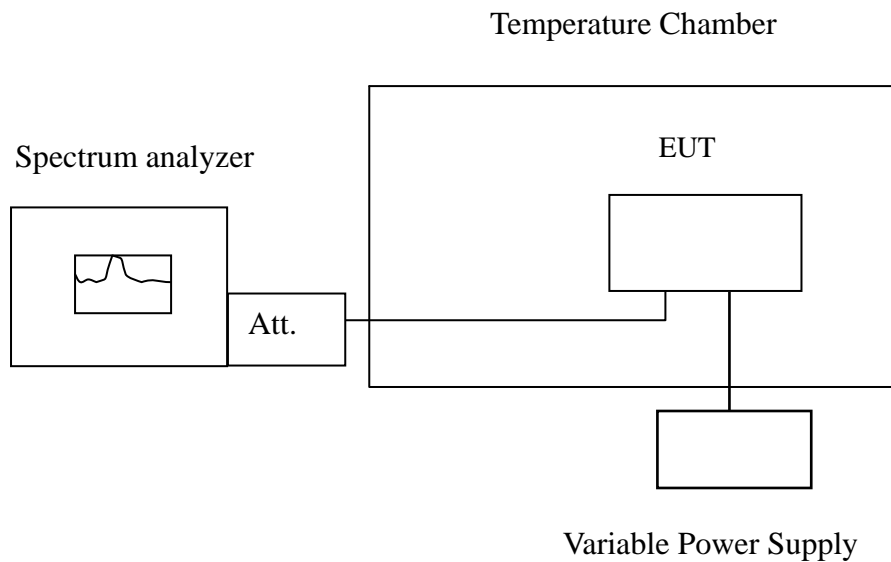 Temperature Chamber
Spectrum analyzer
EUT
Att.
Variable Power Supply